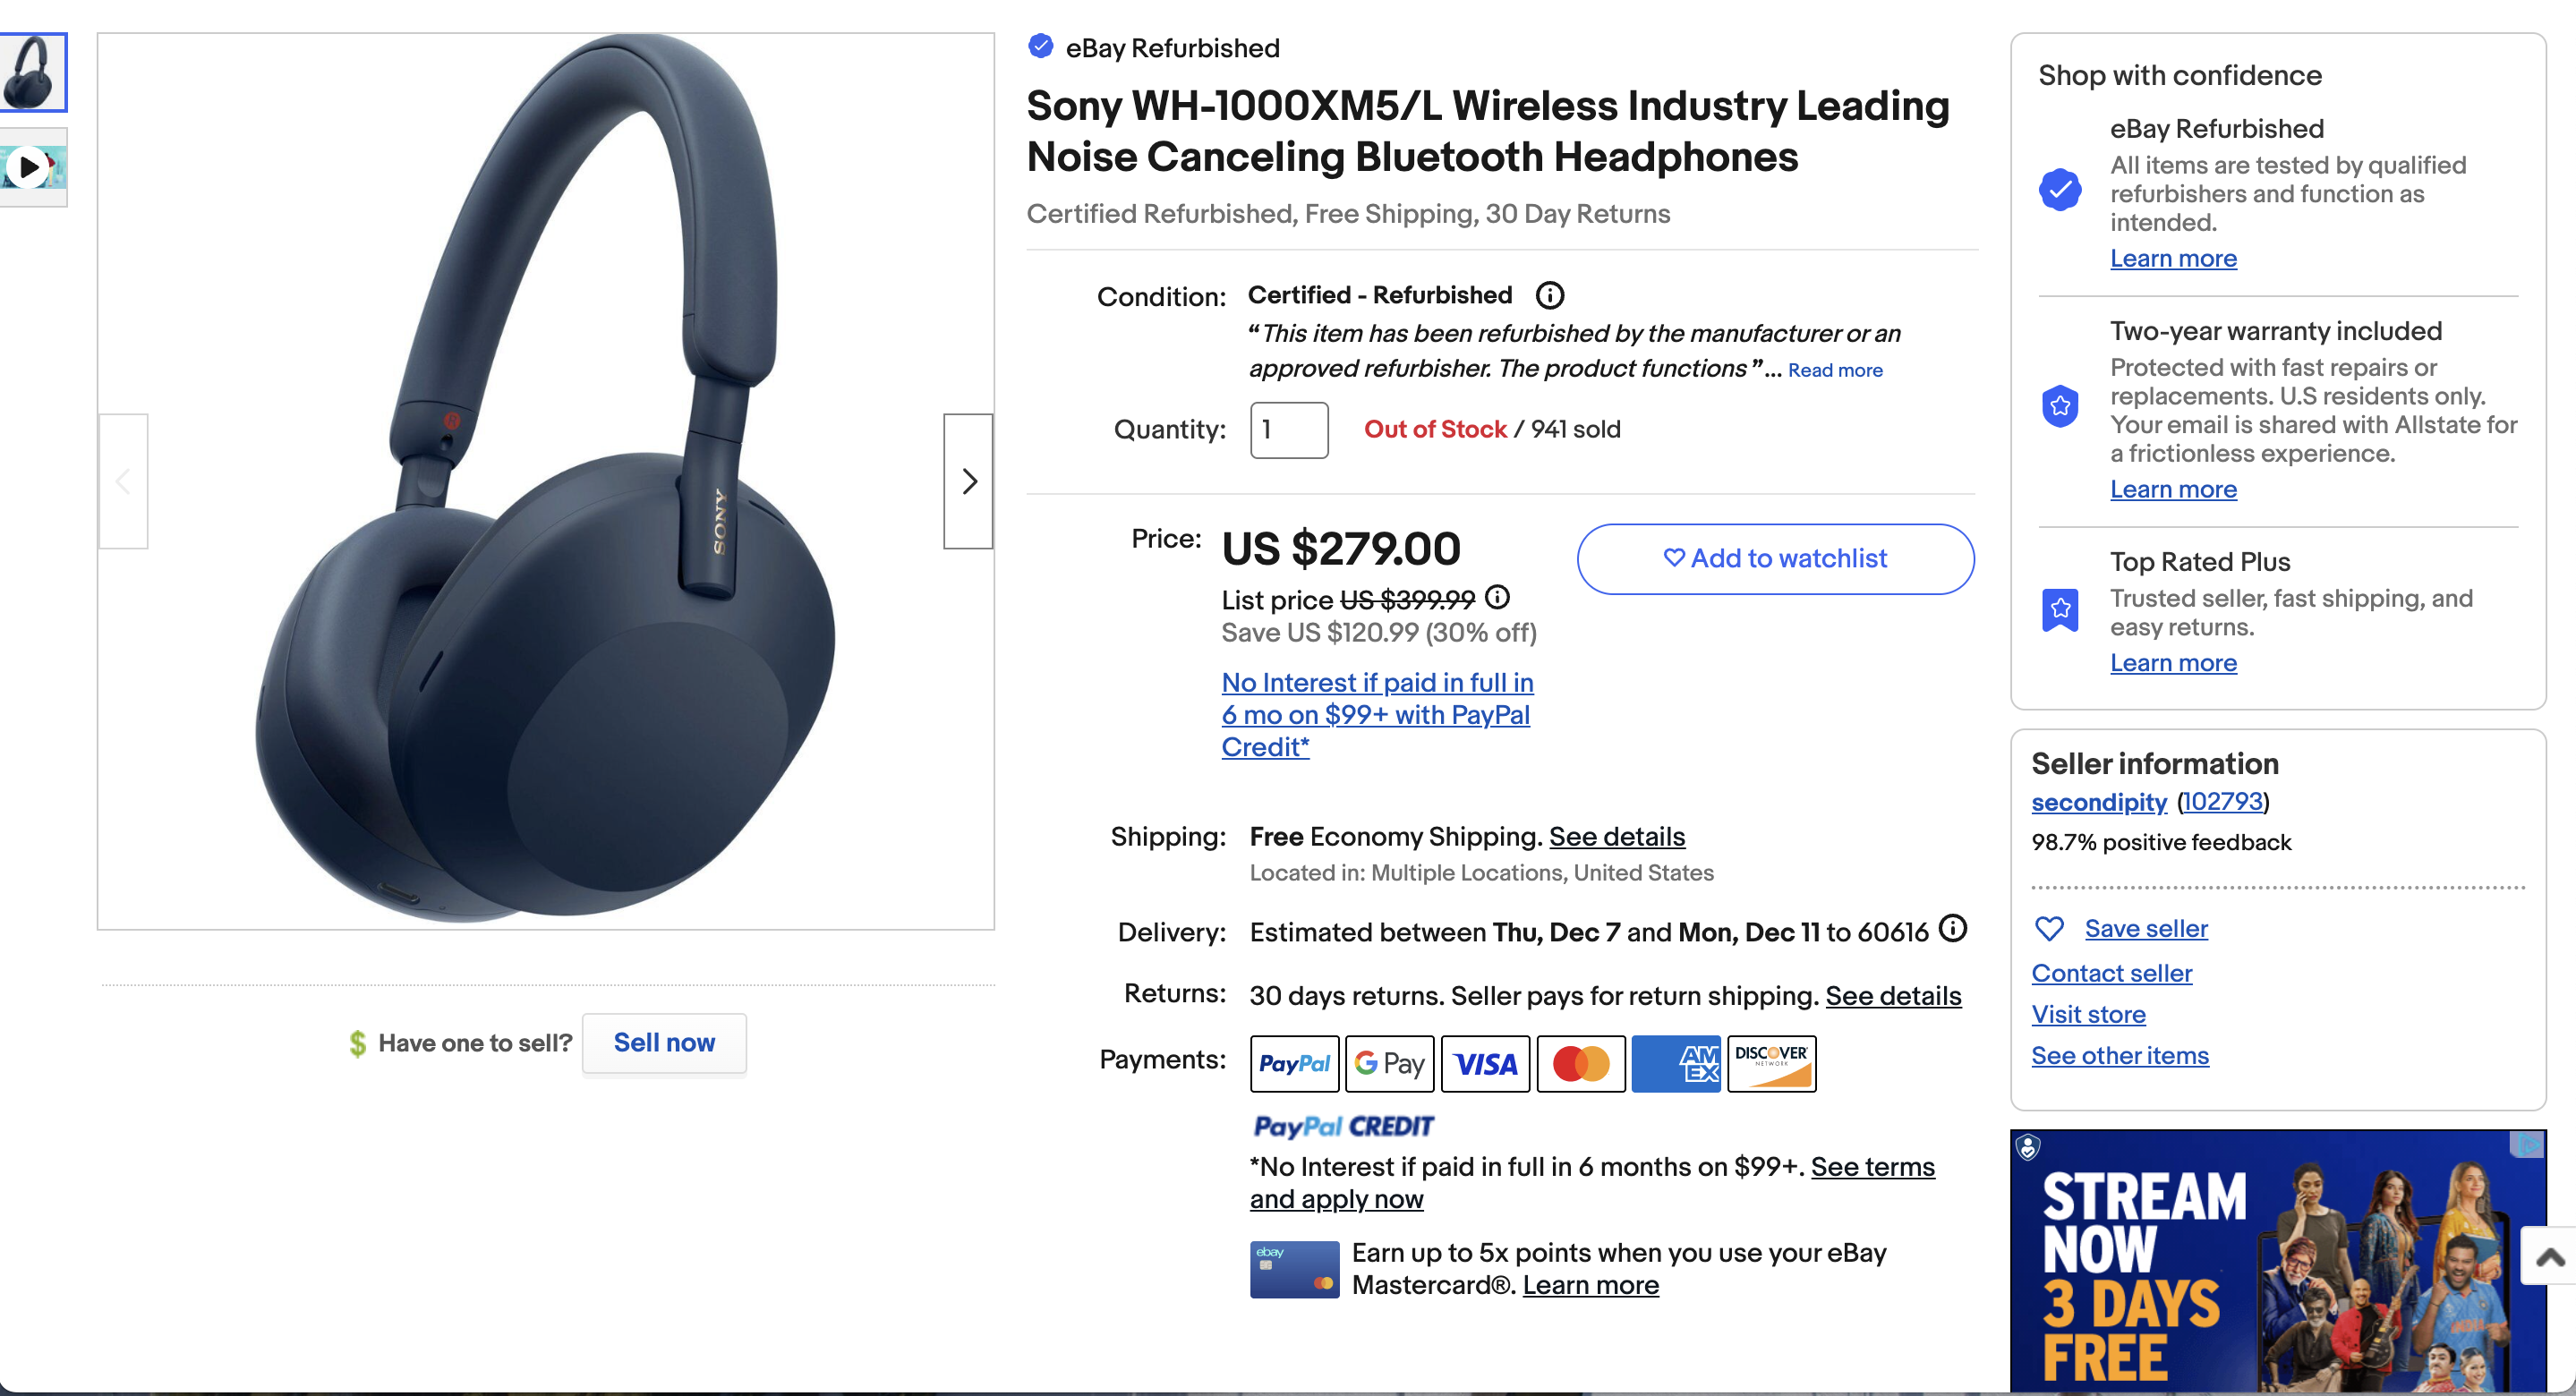 eBay Refurbished
Sony WH-1000XM5/L Wireless Industry Leading
Noise Canceling Bluetooth Headphones
Certified Refurbished, Free Shipping, 30 Day Returns
Condition: Certified - Refurbished
“This item has been refurbished by the manufacturer or an
approved refurbisher. The product functions”... Read more
Quantity: 1 Out of Stock / 941 sold
SONY
Price: US $279.00
Add to watchlist
List price US $399.99
Save US $120.99 (30% off)
No Interest if paid in full in
6 mo on $99+ with PayPal
Credit*
Shipping: Free Economy Shipping. See details
Located in: Multiple Locations, United States
Delivery: Estimated between Thu, Dec 7 and Mon, Dec 11 to 60616
Returns: 30 days returns. Seller pays for return shipping. See details
Payments: PayPal G Pay VISA AMEX DISCOVER NETWORK
PayPal CREDIT
*No Interest if paid in full in 6 months on $99+. See terms
and apply now
ebay
Earn up to 5x points when you use your eBay
Mastercard®. Learn more
Have one to sell? Sell now
Shop with confidence
eBay Refurbished
All items are tested by qualified
refurbishers and function as
intended.
Learn more
Two-year warranty included
Protected with fast repairs or
replacements. U.S residents only.
Your email is shared with Allstate for
a frictionless experience.
Learn more
Top Rated Plus
Trusted seller, fast shipping, and
easy returns.
Learn more
Seller information
secondipity (102793)
98.7% positive feedback
Save seller
Contact seller
Visit store
See other items
STREAM
NOW
3 DAYS
FREE
INDIA